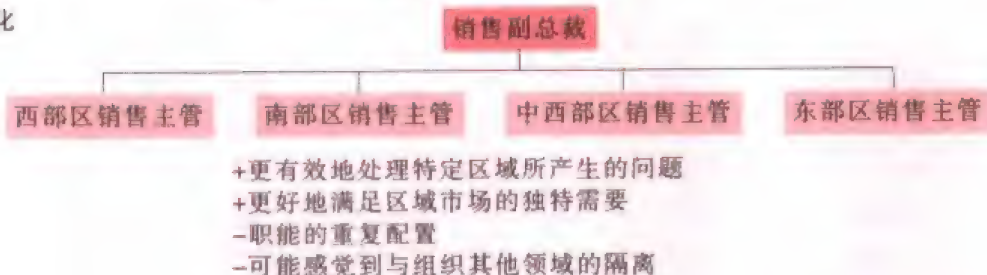 化
销售副总裁
西部区销售主管 南部区销售主管 中西部区销售主管 东部区销售主管
+更有效地处理特定区域所产生的问题
+更好地满足区域市场的独特需要
-职能的重复配置
-可能感觉到与组织其他领域的隔离